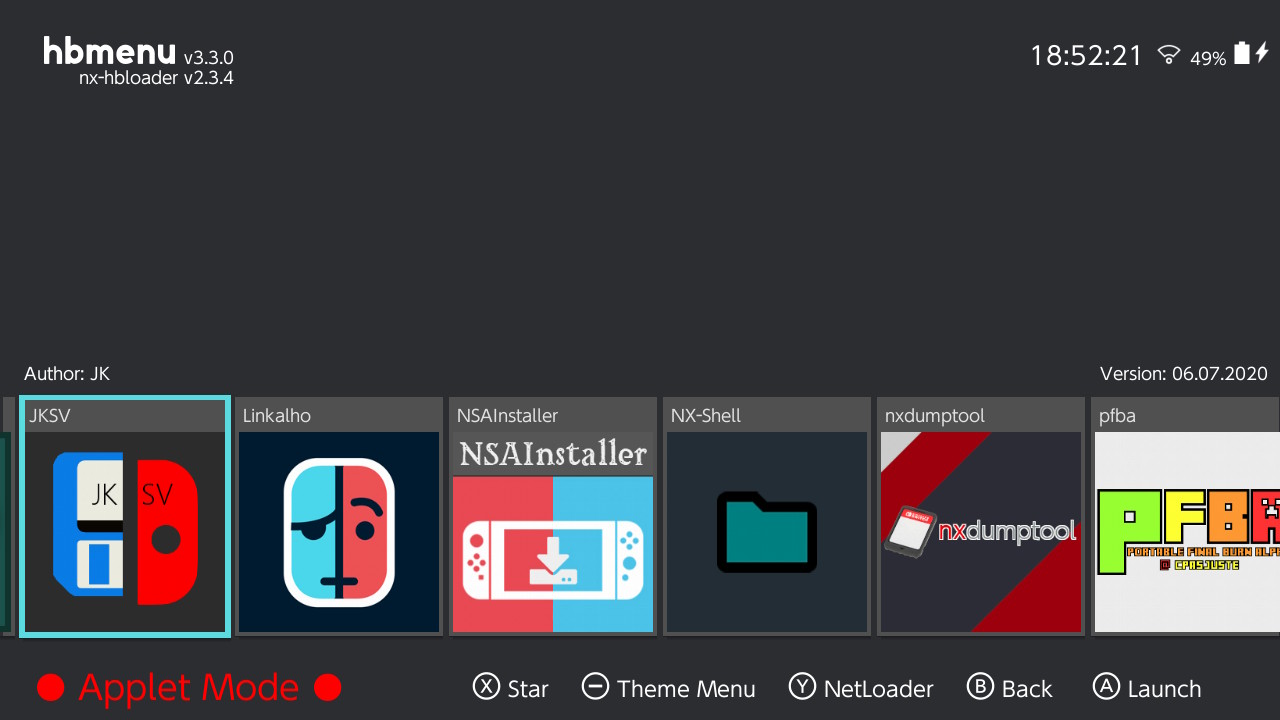 hbmenu v3.3.0
nx-hbloader v2.3.4
18:52:21 49%
Author: JK
Version: 06.07.2020
JKSV
Linkalho
NSAInstaller
NX-Shell
nxdumptool
pfba
JK SV
NSAInstaller
nxdumptool
PFBA
PORTABLE FINAL BURN ALP
@ CPASJUSTE
Applet Mode
X Star
Theme Menu
Y NetLoader
B Back
A Launch